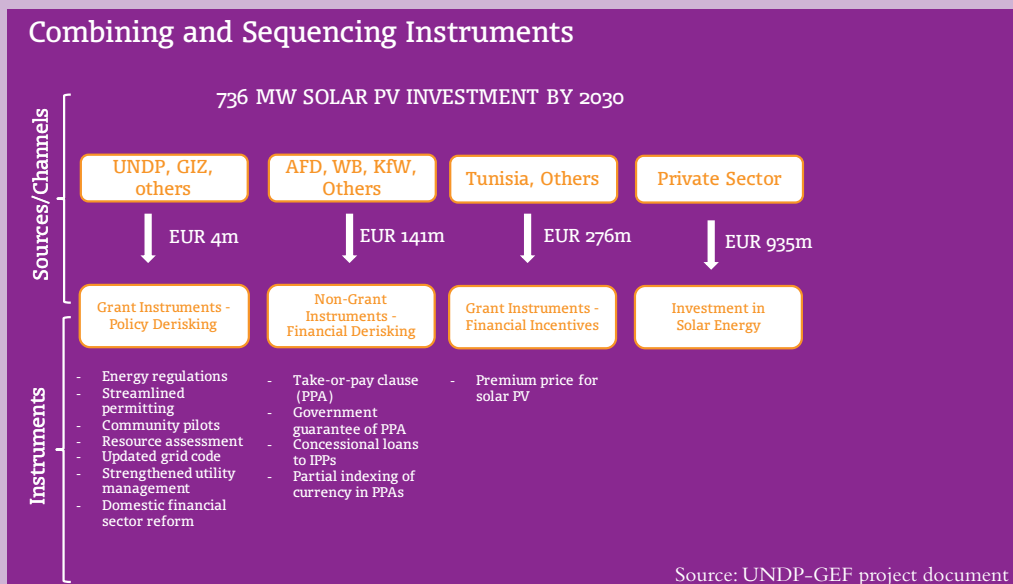 Combining and Sequencing Instruments
736 MW SOLAR PV INVESTMENT BY 2030
Sources/Channels
UNDP, GIZ,
others
AFD, WB, KfW,
Others
Tunisia, Others
Private Sector
EUR 4m
EUR 141m
EUR 276m
EUR 935m
Grant Instruments -
Policy Derisking
Non-Grant
Instruments -
Financial Derisking
Grant Instruments -
Financial Incentives
Investment in
Solar Energy
Instruments
- Energy regulations
- Streamlined
permitting
- Community pilots
- Resource assessment
- Updated grid code
- Strengthened utility
management
- Domestic financial
sector reform
- Take-or-pay clause
(PPA)
- Government
guarantee of PPA
- Concessional loans
to IPPs
- Partial indexing of
currency in PPAs
- Premium price for
solar PV
Source: UNDP-GEF project document